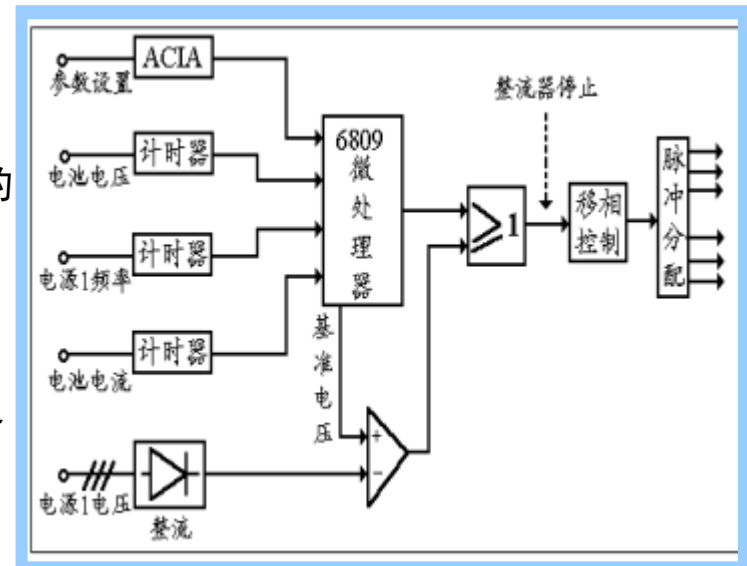 ACIA
参数设置
计时器
电池电压
的
计时器
电源1频率
计时器
电池电流
电源1电压
整流
6809
微处理器
基准电压
+
-
≥1
整流器停止
移相
控制
脉冲分配